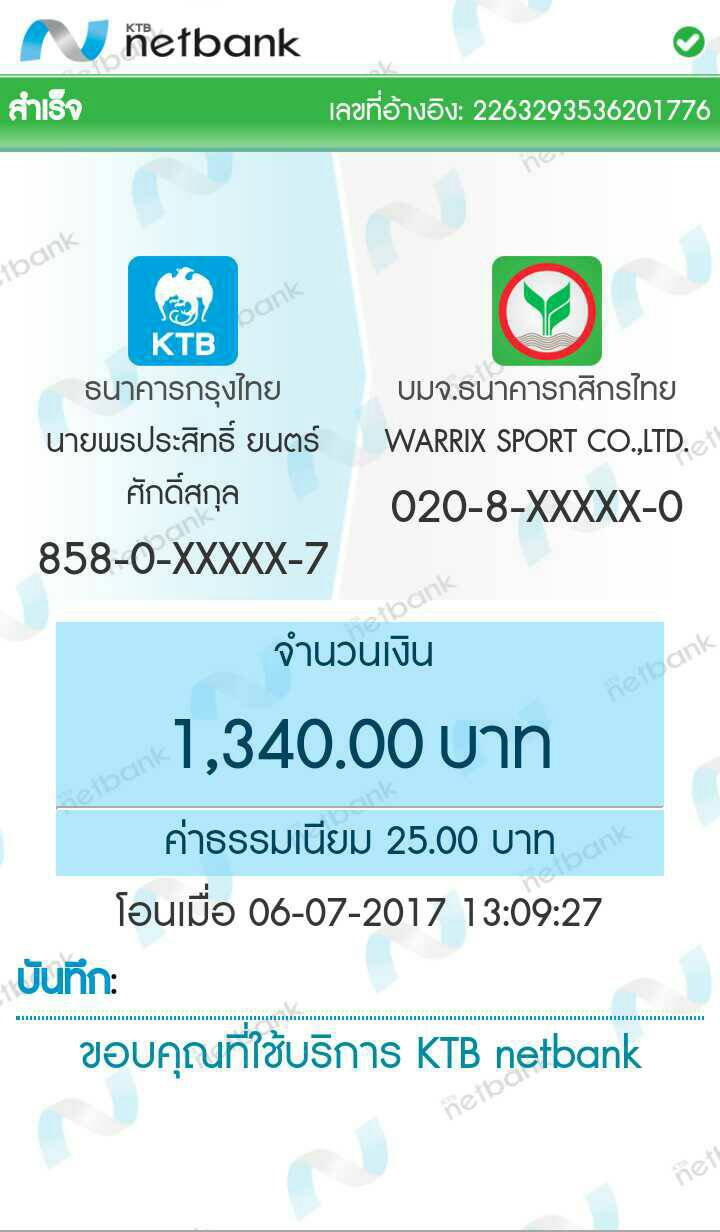 KTB
netbank
สำเร็จ
เลขที่อ้างอิง: 2263293536201776
KTB
ธนาคารกรุงไทย
นายพรประสิทธิ์ ยนตร์
ศักดิ์สกุล
858-0-XXXXX-7
บมจ.ธนาคารกสิกรไทย
WARRIX SPORT CO.,LTD.
020-8-XXXXX-0
จำนวนเงิน
1,340.00 บาท
ค่าธรรมเนียม 25.00 บาท
โอนเมื่อ 06-07-2017 13:09:27
บันทึก:
ขอบคุณที่ใช้บริการ KTB netbank